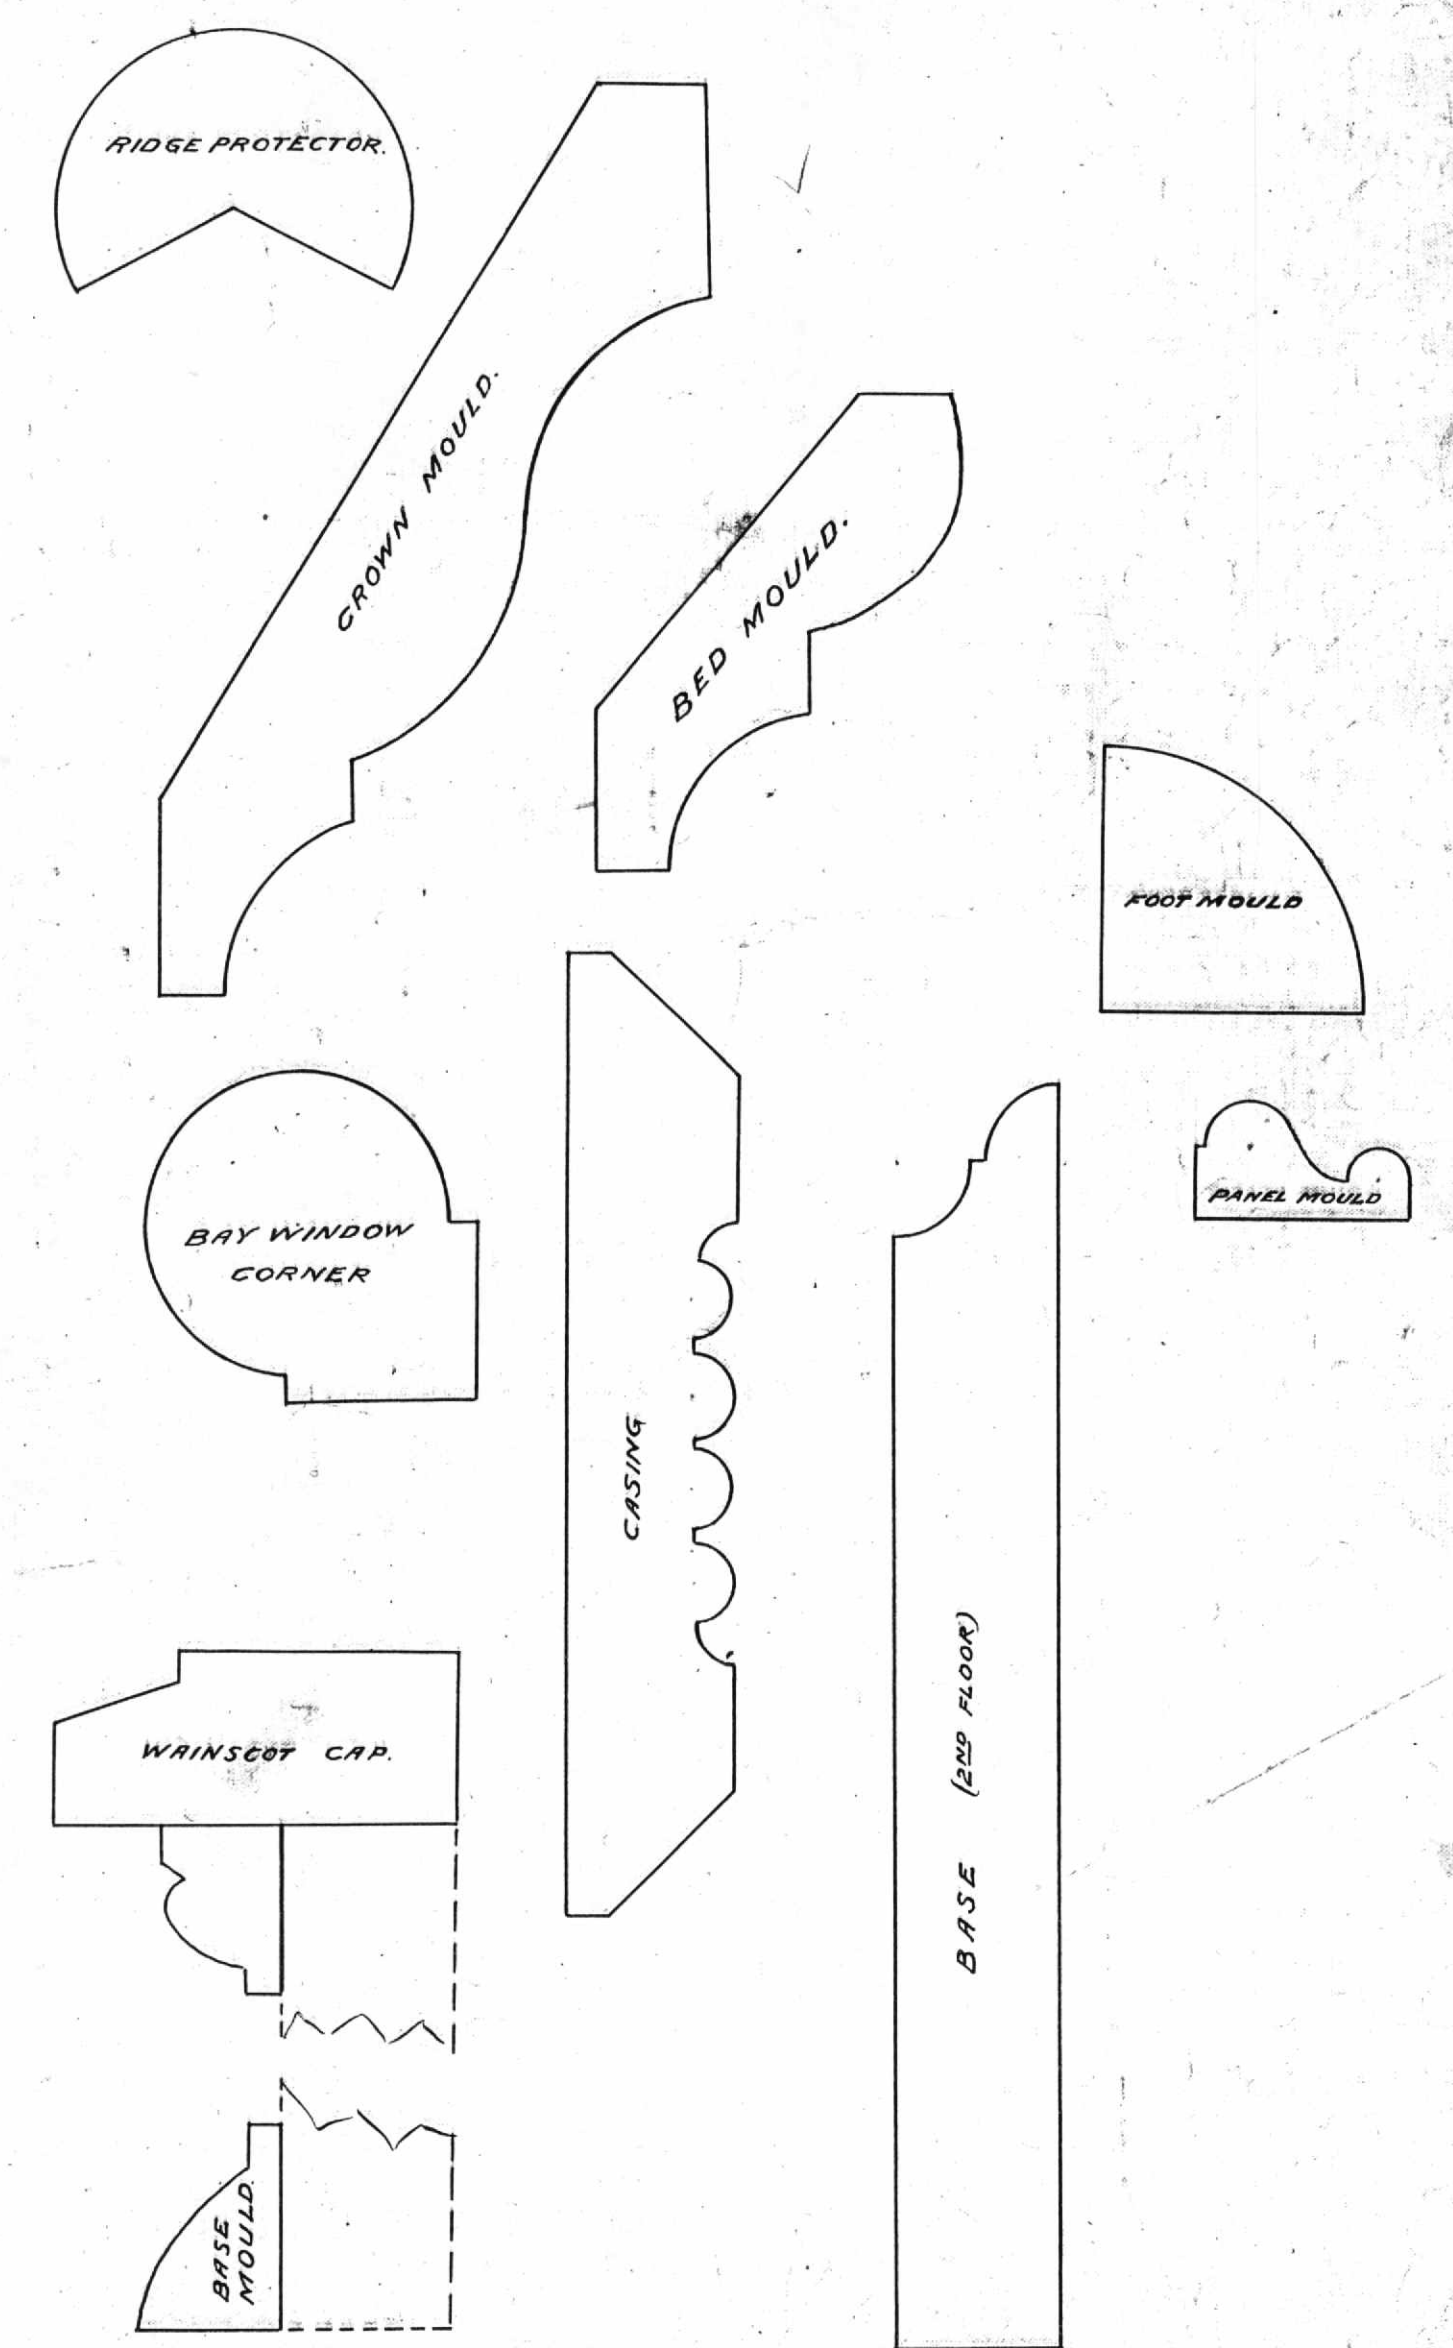 RIDGE PROTECTOR.
CROWN MOULD.
BED MOULD.
FOOT MOULD
PANEL MOULD
BAY WINDOW
CORNER
CASING
BASE (2ND FLOOR)
WAINSCOT CAP.
BASE
MOULD.